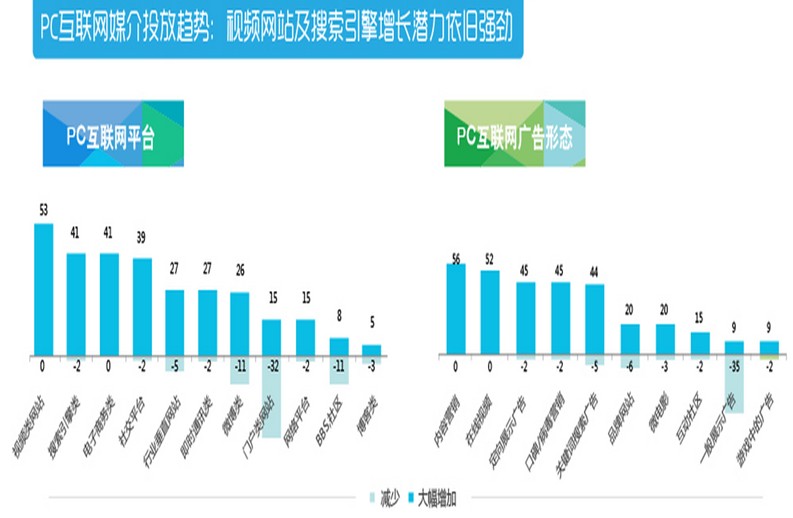 PC互联网媒介投放趋势：视频网站及搜索引擎增长潜力依旧强劲
PC互联网平台
53 41 41 39 27 27 26 15 15 8 5
0 -2 0 -2 -5 -2 -11 -32 -2 -11 -3
视频类网站 搜索引擎类 电子商务类 社交平台 行业垂直网站 即时通讯类 微博类 门户类网站 网络平台 BBS社区 博客类
PC互联网广告形态
56 52 45 45 44 20 20 15 9 9
0 0 -2 -2 -5 -6 -3 -2 -35 -2
内容营销 在线视频 定向展示广告 口碑/病毒营销 关键词搜索广告 品牌网站 微电影 互动社区 一般展示广告 游戏中的广告
减少 大幅增加